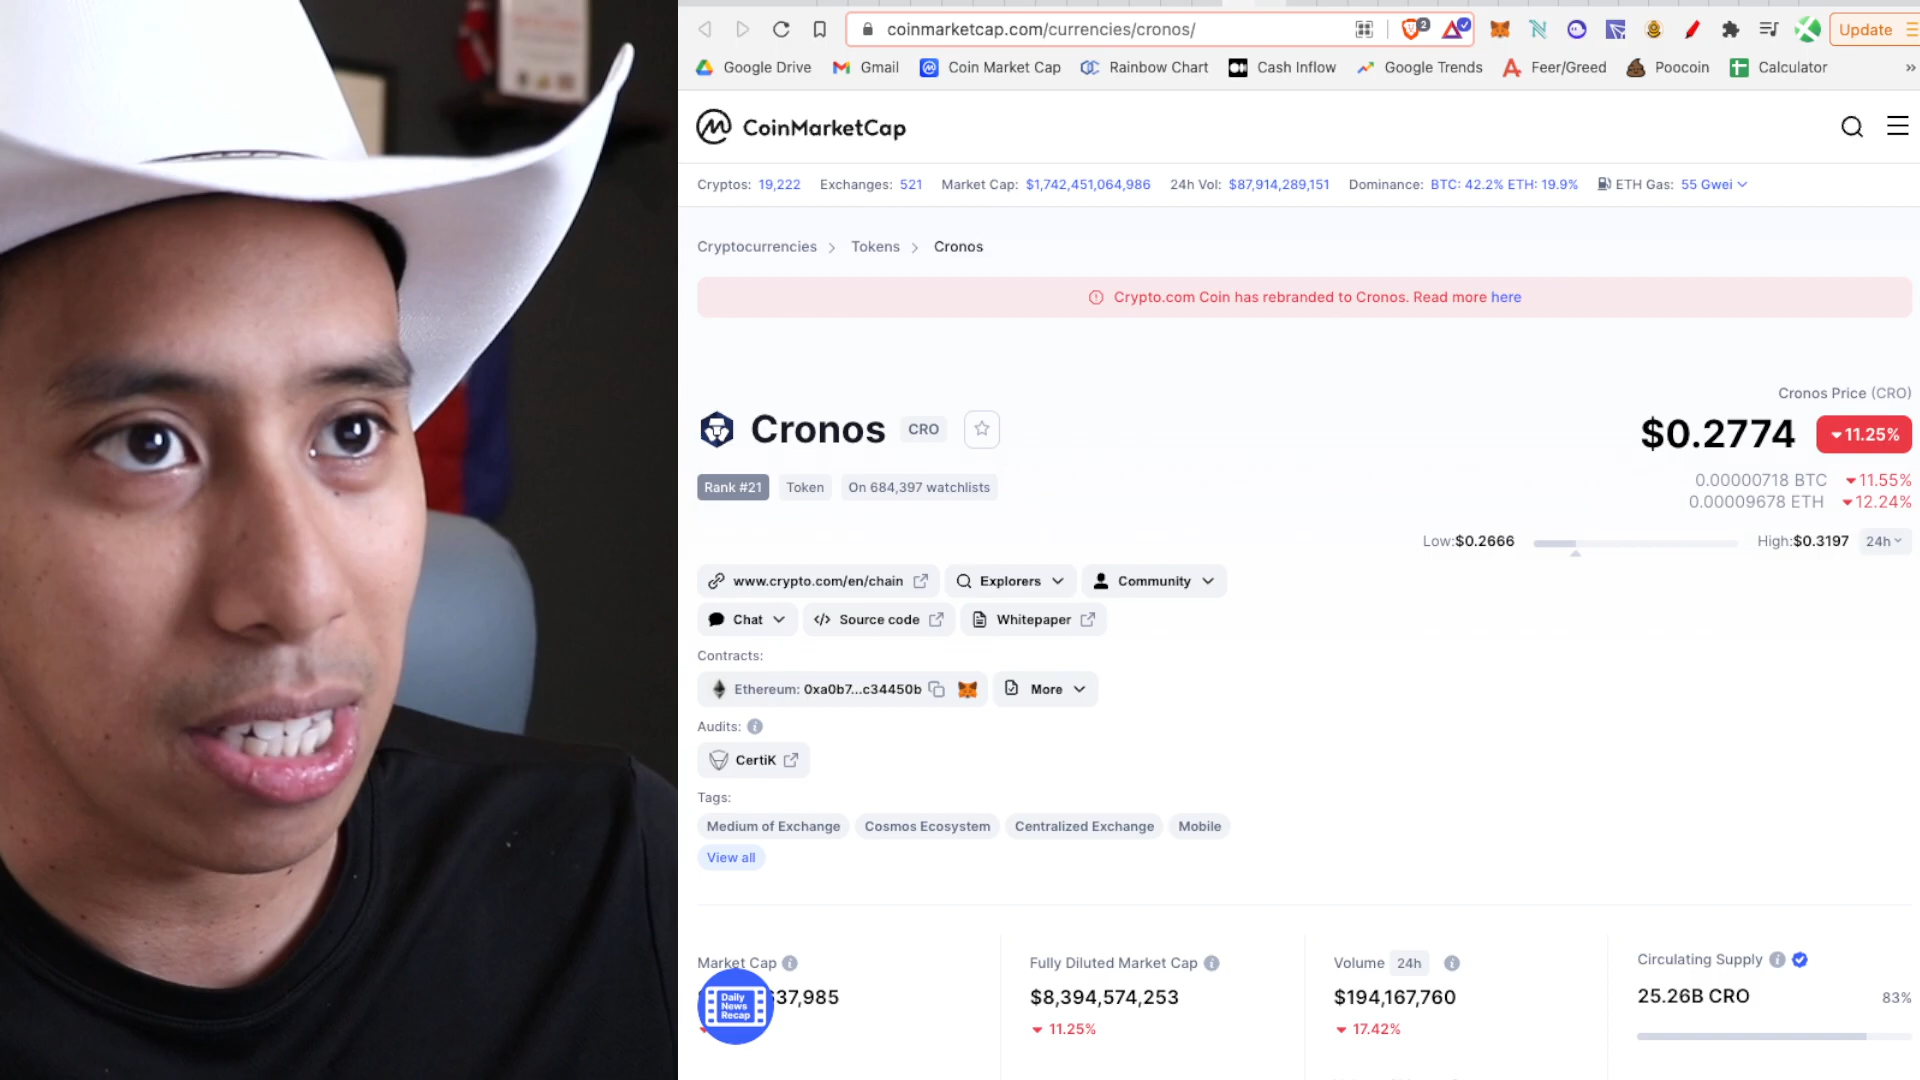 coinmarketcap.com/currencies/cronos/
2
Update
Google Drive
Gmail
Coin Market Cap
Rainbow Chart
Cash Inflow
Google Trends
Feer/Greed
Poocoin
Calculator
»
CoinMarketCap
Cryptos: 19,222 Exchanges: 521 Market Cap: $1,742,451,064,986 24h Vol: $87,914,289,151 Dominance: BTC: 42.2% ETH: 19.9% ETH Gas: 55 Gwei
Cryptocurrencies > Tokens > Cronos
Crypto.com Coin has rebranded to Cronos. Read more here
Cronos Price (CRO)
Cronos CRO
$0.2774 11.25%
Rank #21 Token On 684,397 watchlists
0.00000718 BTC 11.55%
0.00009678 ETH 12.24%
Low:$0.2666 High:$0.3197 24h
www.crypto.com/en/chain Explorers Community
Chat </> Source code Whitepaper
Contracts:
Ethereum: 0xa0b7...c34450b More
Audits:
CertiK
Tags:
Medium of Exchange Cosmos Ecosystem Centralized Exchange Mobile
View all
Market Cap
37,985
Daily
News
Recap
Fully Diluted Market Cap
$8,394,574,253
11.25%
Volume 24h
$194,167,760
17.42%
Circulating Supply
25.26B CRO 83%